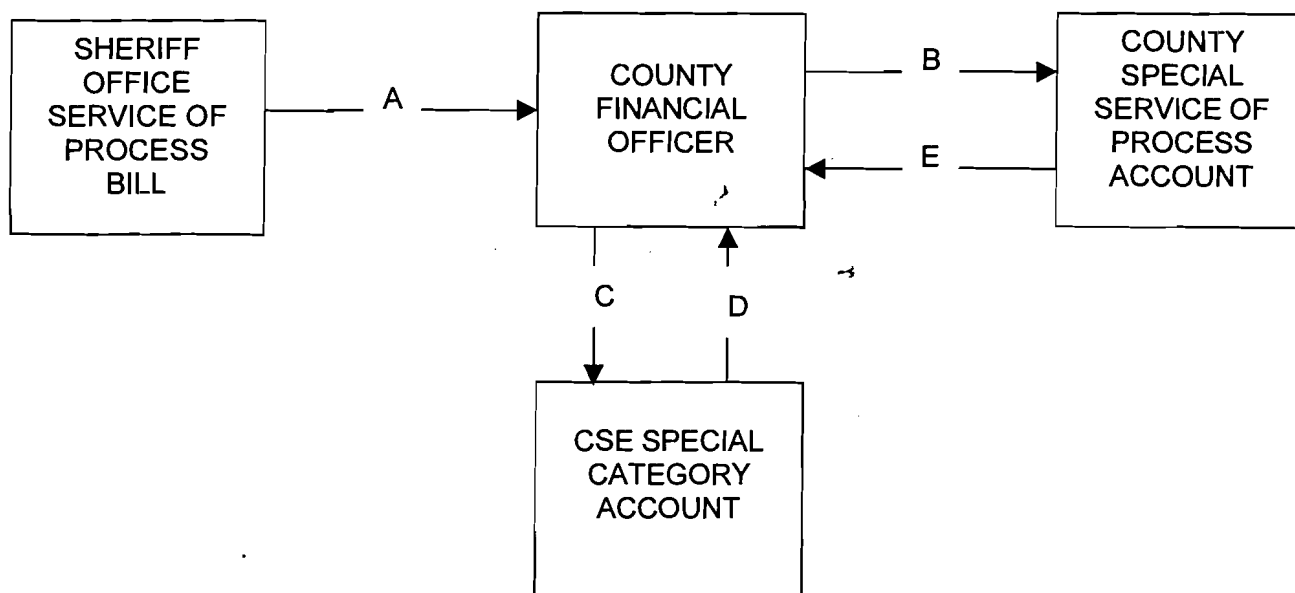 SHERIFF
OFFICE
SERVICE OF
PROCESS
BILL
A
COUNTY
FINANCIAL
OFFICER
B
E
COUNTY
SPECIAL
SERVICE OF
PROCESS
ACCOUNT
C
D
CSE SPECIAL
CATEGORY
ACCOUNT